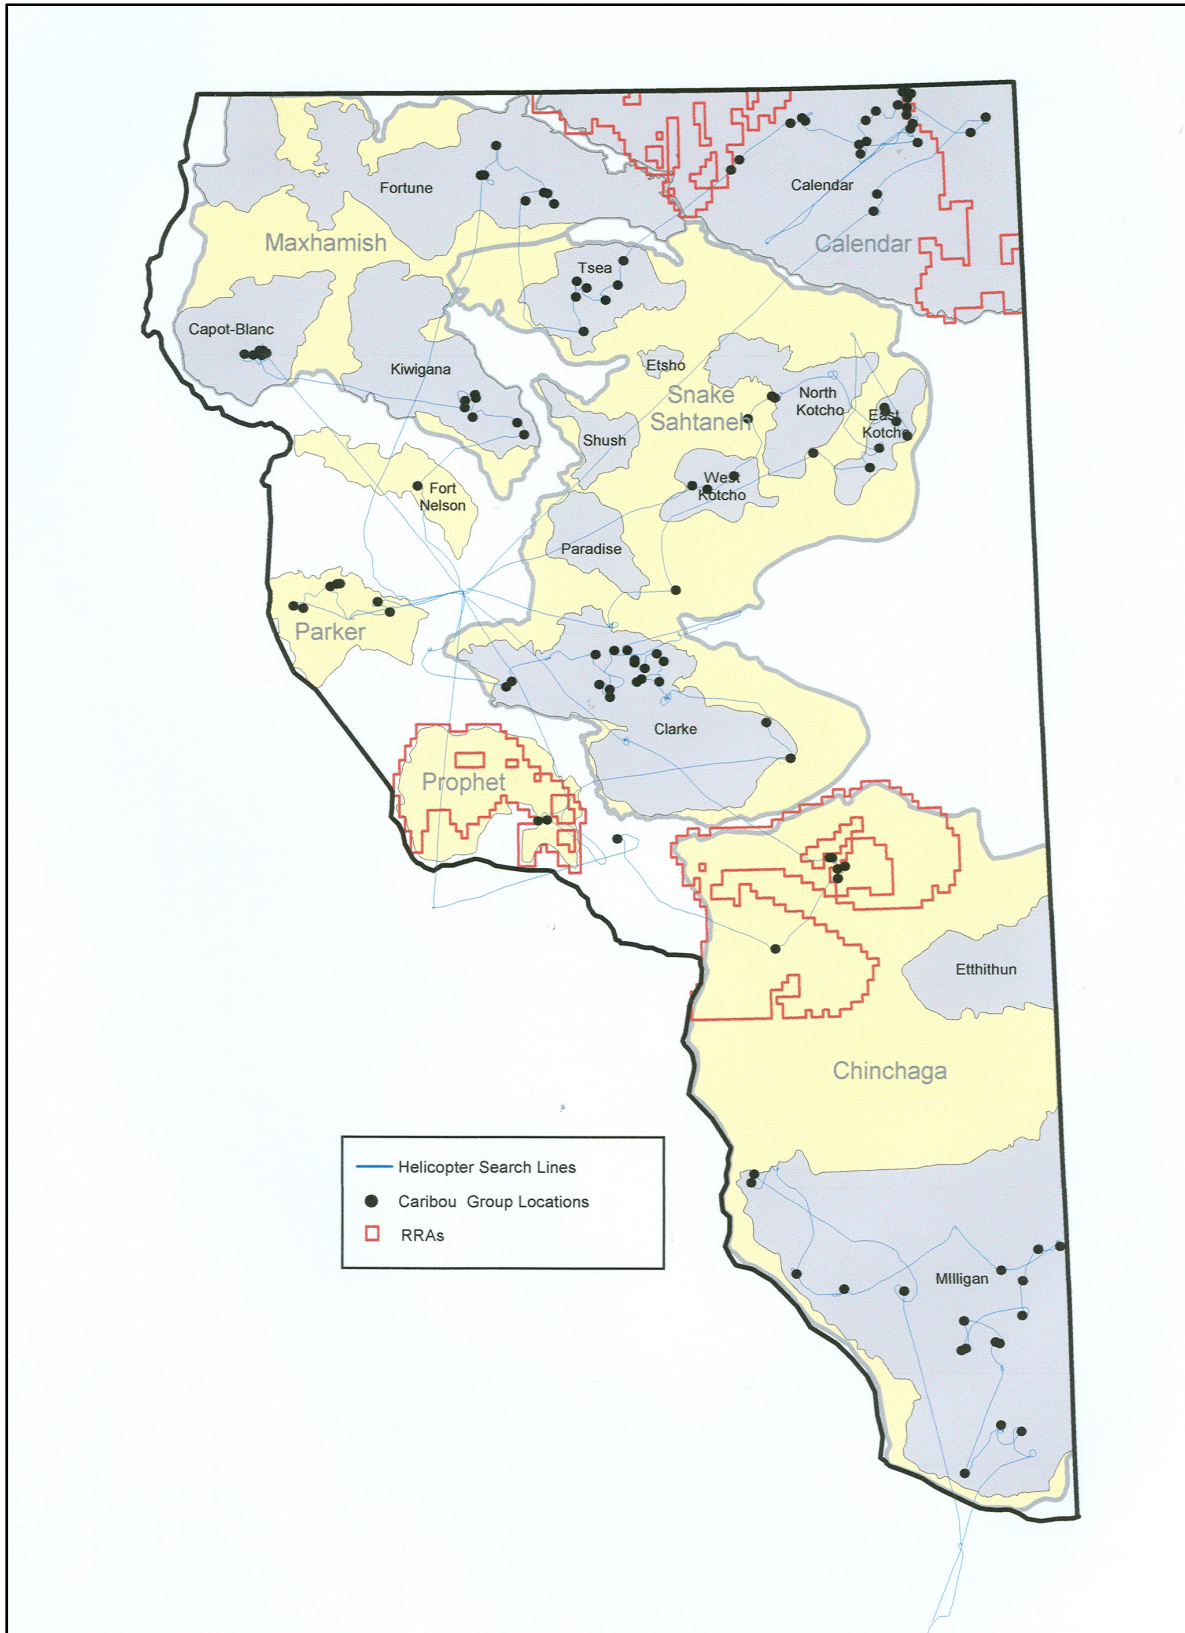 Fortune
Calendar
Maxhamish
Calendar
Tsea
Capot-Blanc
Etsho
Kiwigana
Snake
Sahtaneh
North
Kotcho
East
Kotcho
Shush
West
Kotcho
Fort
Nelson
Paradise
Parker
Clarke
Prophet
Etthithun
Chinchaga
Helicopter Search Lines
Caribou Group Locations
RRAs
MIlligan